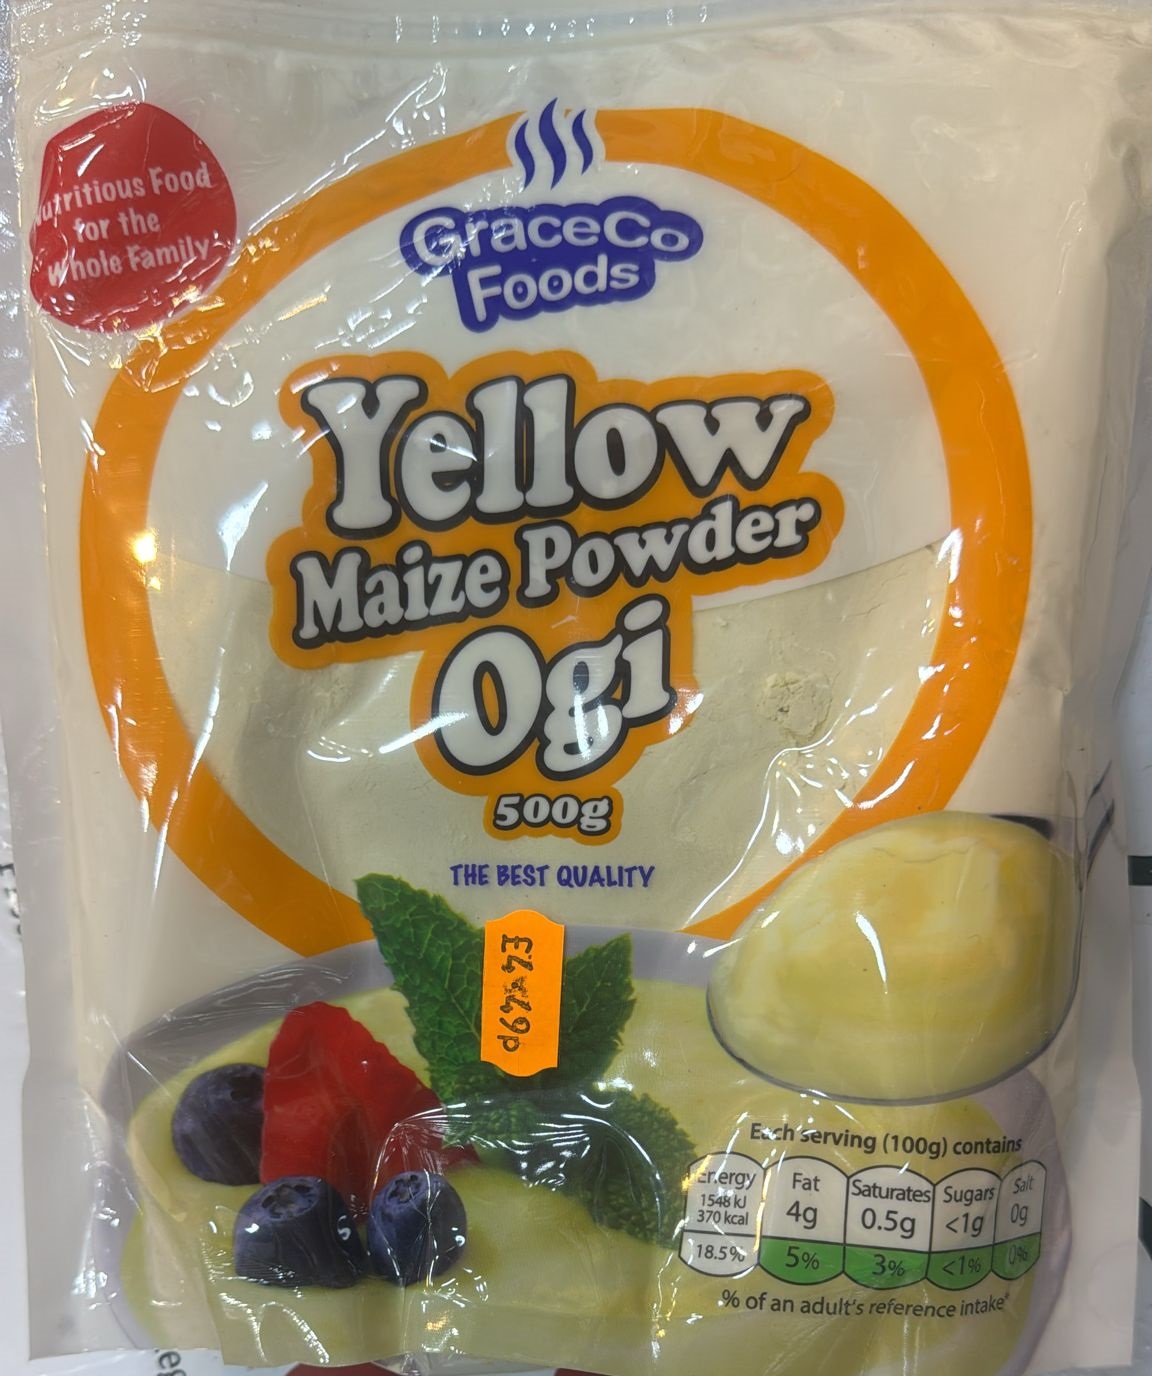 Nutritious Food
for the
Whole Family
GraceCo
Foods
Yellow
Maize Powder
Ogi
500g
THE BEST QUALITY
Each serving (100g) contains
Energy
1548 kJ
370 kcal
18.5%
Fat
4g
5%
Saturates
0.5g
3%
Sugars
<1g
<1%
Salt
0g
0%
% of an adult's reference intake*